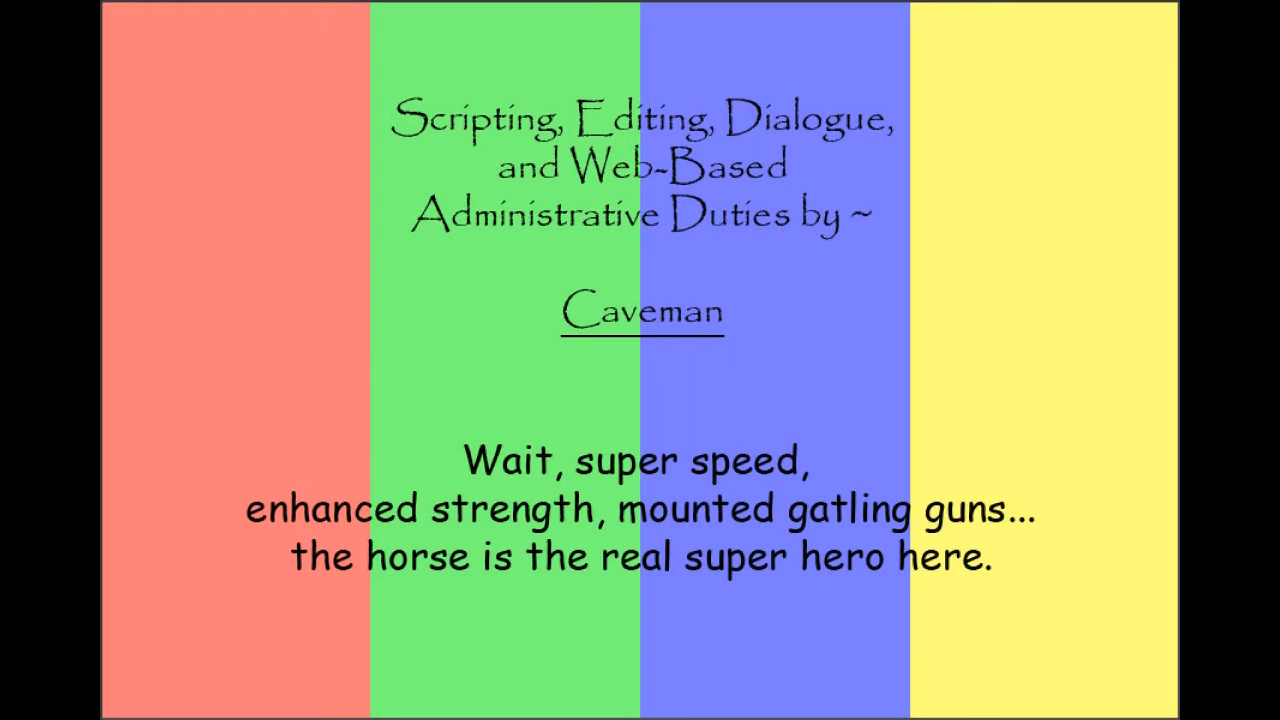 Scripting, Editing, Dialogue,
and Web-Based
Administrative Duties by ~
Caveman
Wait, super speed,
enhanced strength, mounted gatling guns...
the horse is the real super hero here.